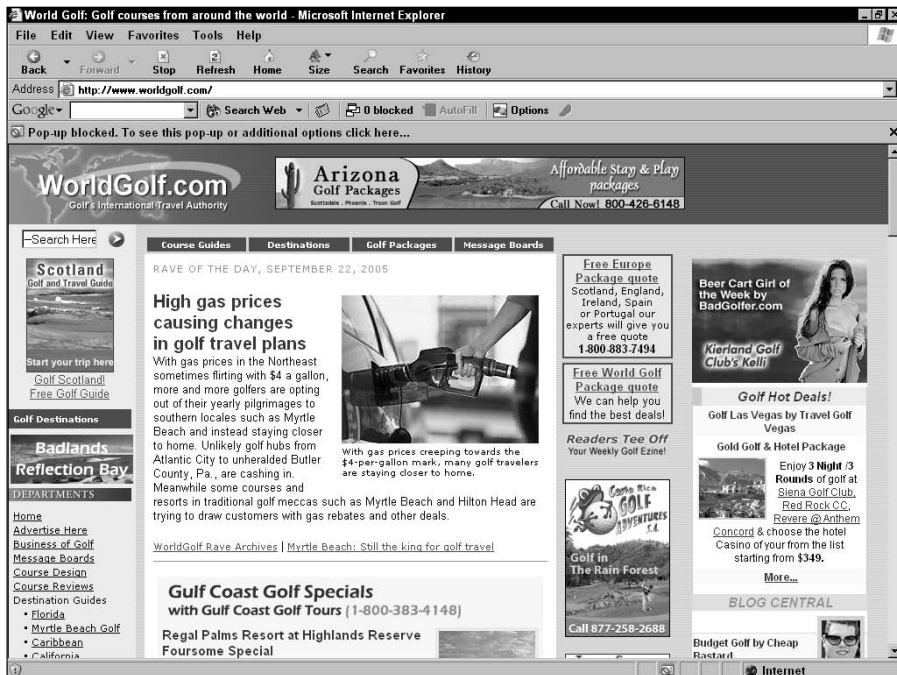 World Golf: Golf courses from around the world - Microsoft Internet Explorer
File Edit View Favorites Tools Help
Back Forward Stop Refresh Home Size Search Favorites History
Address http://www.worldgolf.com/
Google Search Web 0 blocked AutoFill Options
Pop-up blocked. To see this pop-up or additional options click here...
WorldGolf.com
Golf's International Travel Authority
Arizona
Golf Packages
Scottsdale . Phoenix . Troon Golf
Affordable Stay & Play
packages
Call Now! 800-426-6148
--Search Here
Scotland
Golf and Travel Guide
Start your trip here
Golf Scotland!
Free Golf Guide
Golf Destinations
Badlands
Reflection Bay
DEPARTMENTS
Home
Advertise Here
Business of Golf
Message Boards
Course Design
Course Reviews
Destination Guides
• Florida
• Myrtle Beach Golf
• Caribbean
• California
Course Guides Destinations Golf Packages Message Boards
RAVE OF THE DAY, SEPTEMBER 22, 2005
High gas prices
causing changes
in golf travel plans
With gas prices in the Northeast
sometimes flirting with $4 a gallon,
more and more golfers are opting
out of their yearly pilgrimages to
southern locales such as Myrtle
Beach and instead staying closer
to home. Unlikely golf hubs from
Atlantic City to unheralded Butler
County, Pa., are cashing in.
Meanwhile some courses and
resorts in traditional golf meccas such as Myrtle Beach and Hilton Head are
trying to draw customers with gas rebates and other deals.
With gas prices creeping towards the
$4-per-gallon mark, many golf travelers
are staying closer to home.
WorldGolf Rave Archives | Myrtle Beach: Still the king for golf travel
Gulf Coast Golf Specials
with Gulf Coast Golf Tours (1-800-383-4148)
Regal Palms Resort at Highlands Reserve
Foursome Special
Free Europe
Package quote
Scotland, England,
Ireland, Spain
or Portugal our
experts will give you
a free quote
1-800-883-7494
Free World Golf
Package quote
We can help you
find the best deals!
Readers Tee Off
Your Weekly Golf Ezine!
Costa Rica
GOLF
ADVENTURES
S.A.
Golf in
The Rain Forest
Call 877-258-2688
Beer Cart Girl of
the Week by
BadGolfer.com
Kierland Golf
Club's Kelli
Golf Hot Deals!
Golf Las Vegas by Travel Golf
Vegas
Gold Golf & Hotel Package
Enjoy 3 Night /3
Rounds of golf at
Siena Golf Club,
Red Rock CC,
Revere @ Anthem
Concord & choose the hotel
Casino of your from the list
starting from $349.
More...
BLOG CENTRAL
Budget Golf by Cheap
Bastard
Internet